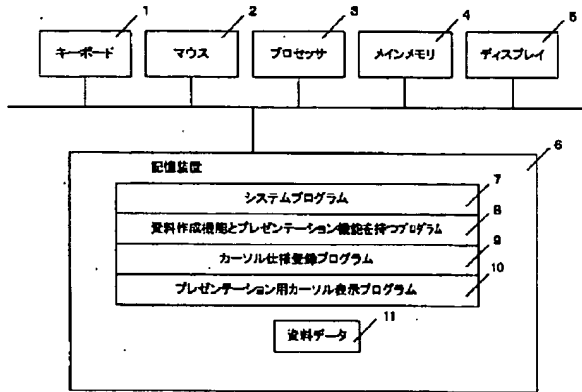 1 2 3 4 5
キーボード マウス プロセッサ メインメモリ ディスプレイ
6
記憶装置
7
システムプログラム
8
資料作成機能とプレゼンテーション機能を持つプログラム
9
カーソル仕様登録プログラム
10
プレゼンテーション用カーソル表示プログラム
11
資料データ